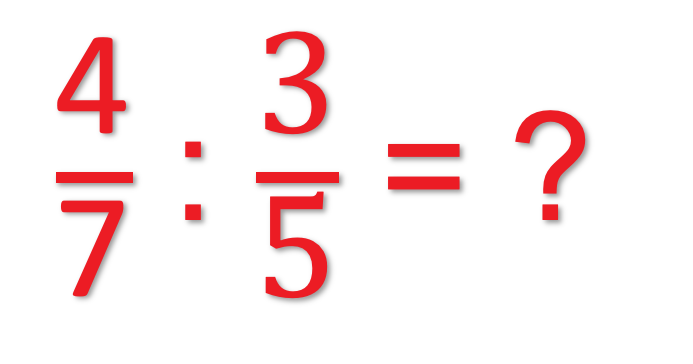 4/7 : 3/5 = ?